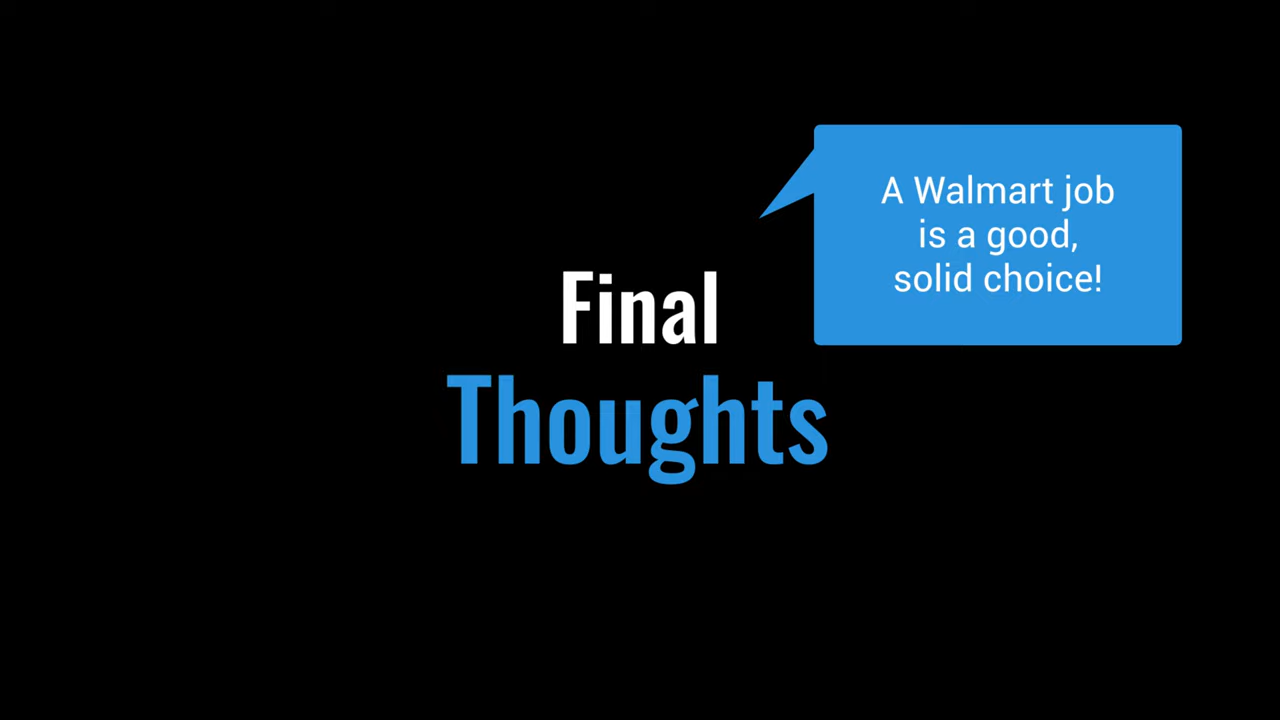 Final
Thoughts
A Walmart job
is a good,
solid choice!